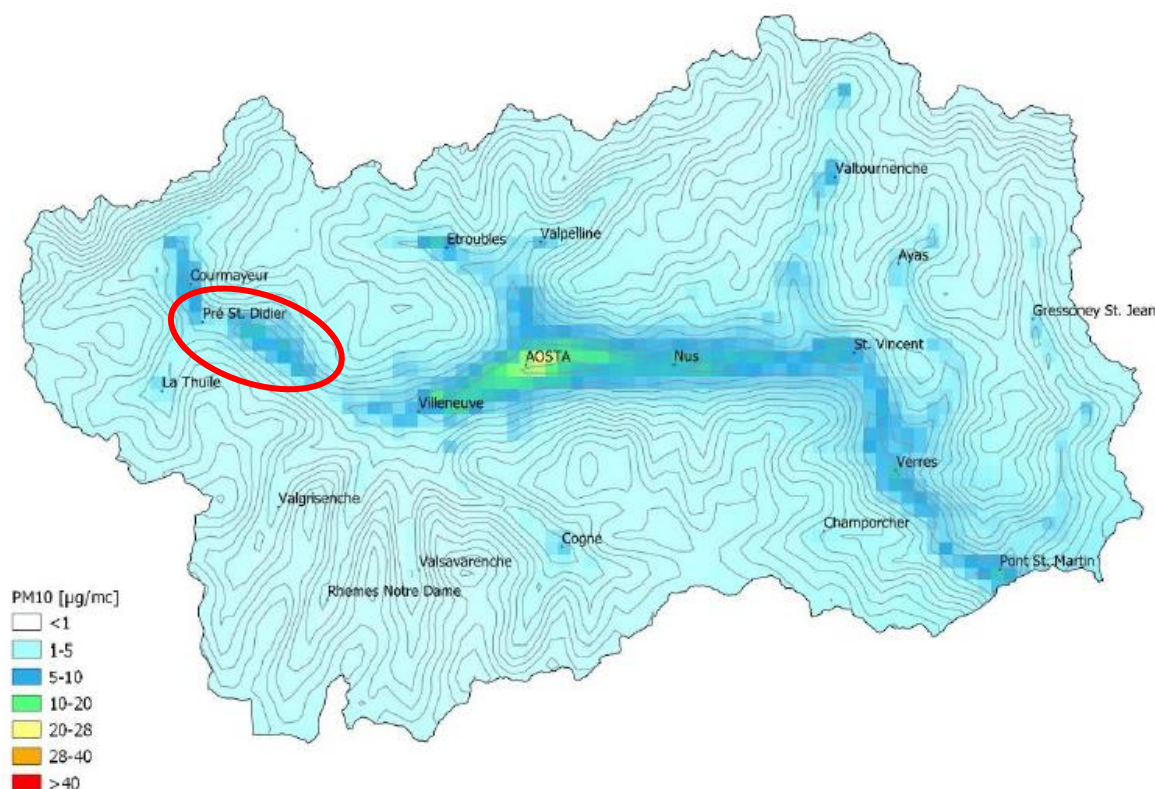 Valtournenche
Etroubles
Valpelline
Ayas
Courmayeur
Pré St. Didier
Gressoney St. Jean
St. Vincent
AOSTA
Nus
La Thuile
Villeneuve
Verres
Valgrisenche
Champorcher
Cogne
Valsavarenche
Pont St. Martin
Rhemes Notre Dame
PM10 [µg/mc]
<1
1-5
5-10
10-20
20-28
28-40
>40